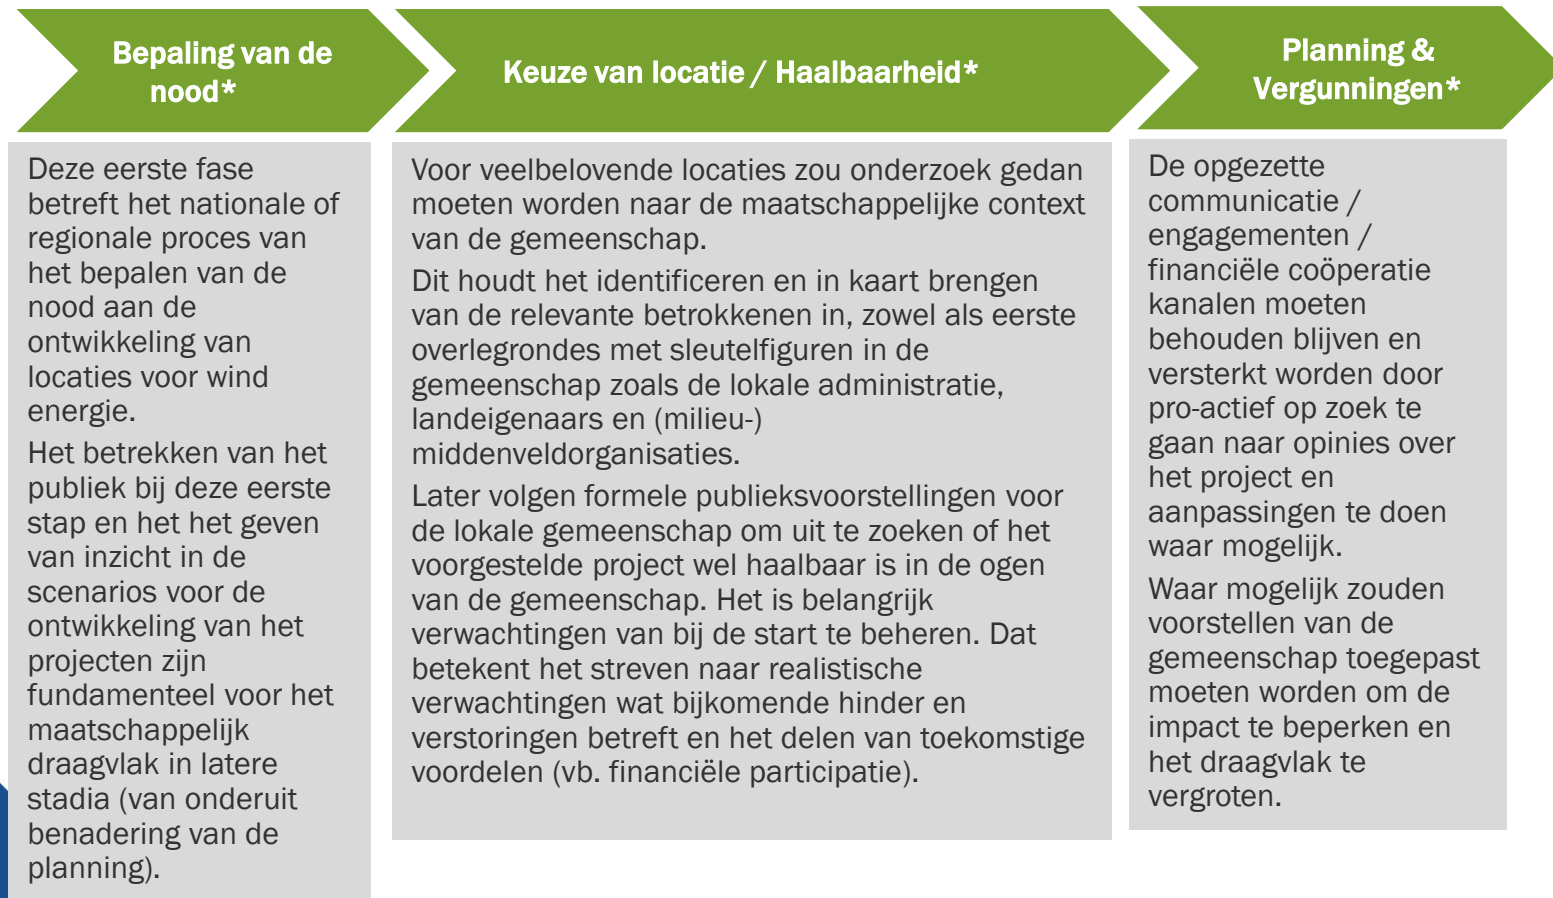 Bepaling van de
nood*
Deze eerste fase
betreft het nationale of
regionale proces van
het bepalen van de
nood aan de
ontwikkeling van
locaties voor wind
energie.
Het betrekken van het
publiek bij deze eerste
stap en het het geven
van inzicht in de
scenarios voor de
ontwikkeling van het
projecten zijn
fundamenteel voor het
maatschappelijk
draagvlak in latere
stadia (van onderuit
benadering van de
planning).
Keuze van locatie / Haalbaarheid*
Voor veelbelovende locaties zou onderzoek gedan
moeten worden naar de maatschappelijke context
van de gemeenschap.
Dit houdt het identificeren en in kaart brengen
van de relevante betrokkenen in, zowel als eerste
overlegrondes met sleutelfiguren in de
gemeenschap zoals de lokale administratie,
landeigenaars en (milieu-)
middenveldorganisaties.
Later volgen formele publieksvoorstellingen voor
de lokale gemeenschap om uit te zoeken of het
voorgestelde project wel haalbaar is in de ogen
van de gemeenschap. Het is belangrijk
verwachtingen van bij de start te beheren. Dat
betekent het streven naar realistische
verwachtingen wat bijkomende hinder en
verstoringen betreft en het delen van toekomstige
voordelen (vb. financiële participatie).
Planning &
Vergunningen*
De opgezette
communicatie /
engagementen /
financiële coöperatie
kanalen moeten
behouden blijven en
versterkt worden door
pro-actief op zoek te
gaan naar opinies over
het project en
aanpassingen te doen
waar mogelijk.
Waar mogelijk zouden
voorstellen van de
gemeenschap toegepast
moeten worden om de
impact te beperken en
het draagvlak te
vergroten.